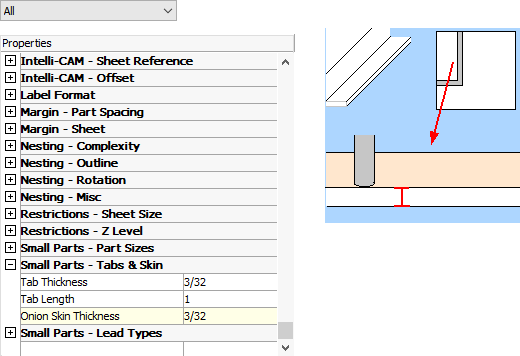 All
Properties
Intelli-CAM - Sheet Reference
Intelli-CAM - Offset
Label Format
Margin - Part Spacing
Margin - Sheet
Nesting - Complexity
Nesting - Outline
Nesting - Rotation
Nesting - Misc
Restrictions - Sheet Size
Restrictions - Z Level
Small Parts - Part Sizes
Small Parts - Tabs & Skin
Tab Thickness 3/32
Tab Length 1
Onion Skin Thickness 3/32
Small Parts - Lead Types